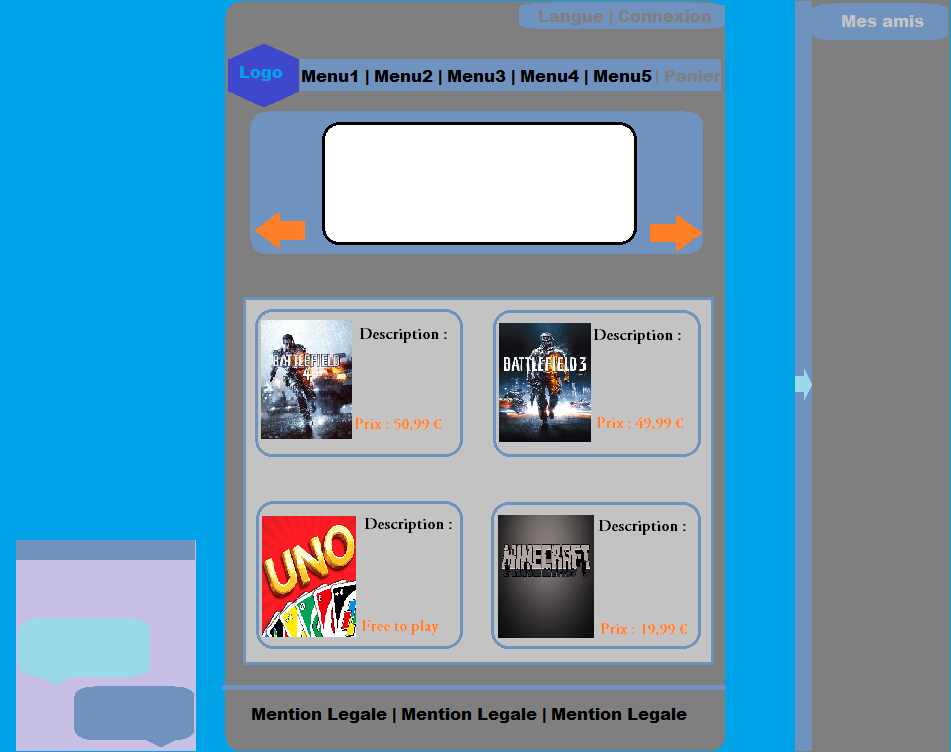 Langue | Connexion
Mes amis
Logo
Menu1 | Menu2 | Menu3 | Menu4 | Menu5 | Panier
BATTLEFIELD
4
Description :
Prix : 50,99 €
BATTLEFIELD 3
Description :
Prix : 49,99 €
UNO
Description :
Free to play
MINECRAFT
Description :
Prix : 19,99 €
Mention Legale | Mention Legale | Mention Legale